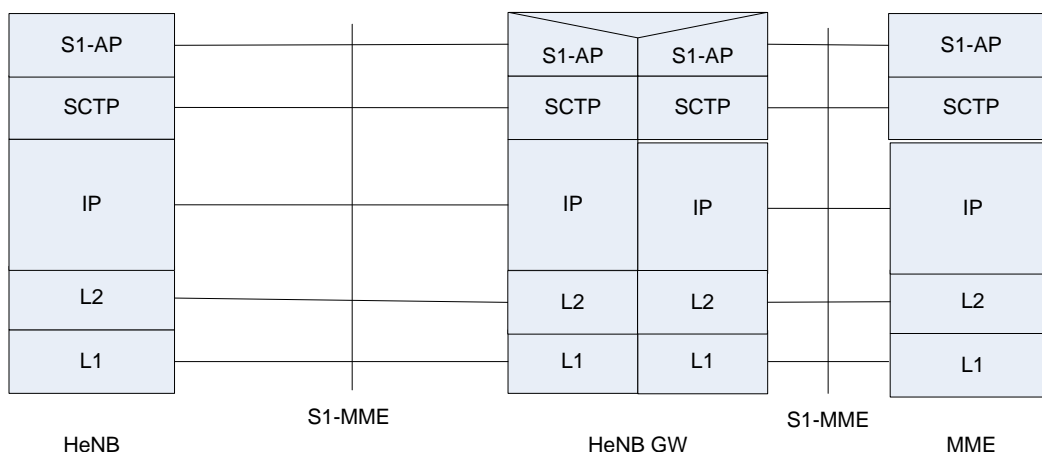 S1-AP
S1-AP S1-AP
S1-AP
SCTP
SCTP SCTP
SCTP
IP
IP IP
IP
L2
L2 L2
L2
L1
L1 L1
L1
S1-MME
S1-MME
HeNB
HeNB GW
MME